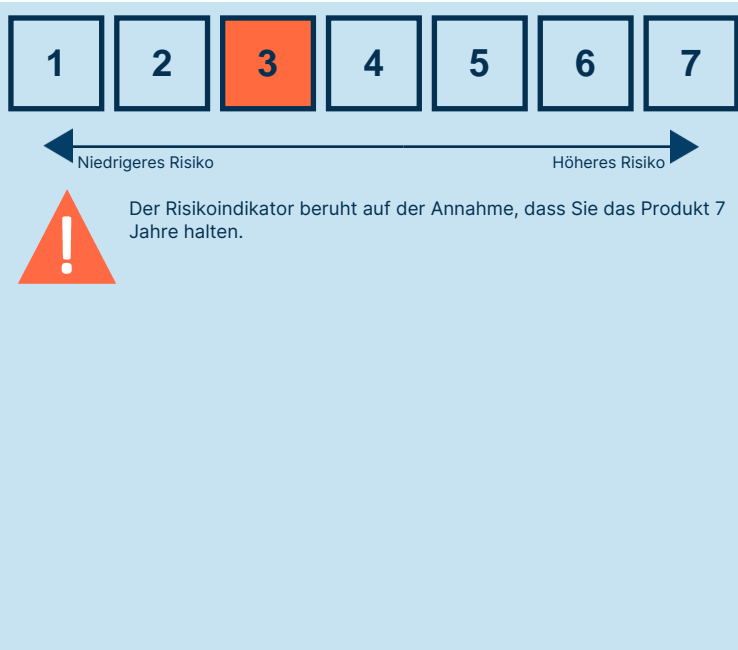 1 2 3 4 5 6 7
Niedrigeres Risiko Höheres Risiko
Der Risikoindikator beruht auf der Annahme, dass Sie das Produkt 7
Jahre halten.